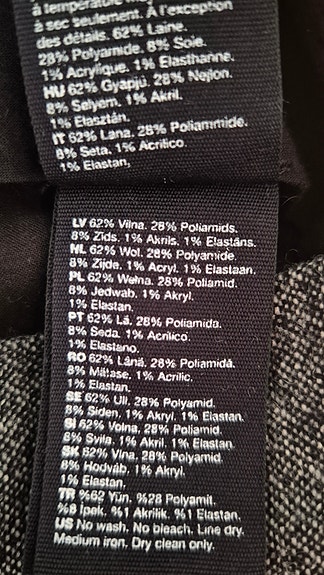 à température
à sec seulement. À l'exception
des détails. 62% Laine.
28% Polyamide. 8% Soie.
1% Acrylique. 1% Elasthanne.
HU 62% Gyapjú. 28% Nejlon.
8% Selyem. 1% Akril.
1% Elasztán.
IT 62% Lana. 28% Poliammide.
8% Seta. 1% Acrilico.
1% Elastan.
LV 62% Vilna. 28% Poliamids.
8% Zīds. 1% Akrils. 1% Elastāns.
NL 62% Wol. 28% Polyamide.
8% Zijde. 1% Acryl. 1% Elastaan.
PL 62% Wełna. 28% Poliamid.
8% Jedwab. 1% Akryl.
1% Elastan.
PT 62% Lã. 28% Poliamida.
8% Seda. 1% Acrílico.
1% Elastano.
RO 62% Lână. 28% Poliamidă.
8% Mătase. 1% Acrilic.
1% Elastan.
SE 62% Ull. 28% Polyamid.
8% Siden. 1% Akryl. 1% Elastan.
SI 62% Volna. 28% Poliamid.
8% Svila. 1% Akril. 1% Elastan.
SK 62% Vlna. 28% Polyamid.
8% Hodváb. 1% Akryl.
1% Elastan.
TR %62 Yün. %28 Polyamit.
%8 İpek. %1 Akrilik. %1 Elastan.
US No wash. No bleach. Line dry.
Medium iron. Dry clean only.